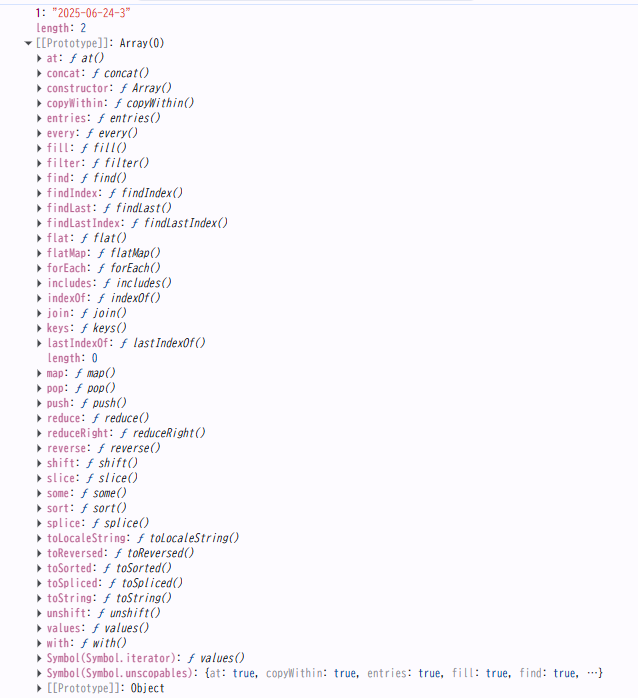 1: "2025-06-24-3"
length: 2
[[Prototype]]: Array(0)
at: ƒ at()
concat: ƒ concat()
constructor: ƒ Array()
copyWithin: ƒ copyWithin()
entries: ƒ entries()
every: ƒ every()
fill: ƒ fill()
filter: ƒ filter()
find: ƒ find()
findIndex: ƒ findIndex()
findLast: ƒ findLast()
findLastIndex: ƒ findLastIndex()
flat: ƒ flat()
flatMap: ƒ flatMap()
forEach: ƒ forEach()
includes: ƒ includes()
indexOf: ƒ indexOf()
join: ƒ join()
keys: ƒ keys()
lastIndexOf: ƒ lastIndexOf()
length: 0
map: ƒ map()
pop: ƒ pop()
push: ƒ push()
reduce: ƒ reduce()
reduceRight: ƒ reduceRight()
reverse: ƒ reverse()
shift: ƒ shift()
slice: ƒ slice()
some: ƒ some()
sort: ƒ sort()
splice: ƒ splice()
toLocaleString: ƒ toLocaleString()
toReversed: ƒ toReversed()
toSorted: ƒ toSorted()
toSpliced: ƒ toSpliced()
toString: ƒ toString()
unshift: ƒ unshift()
values: ƒ values()
with: ƒ with()
Symbol(Symbol.iterator): ƒ values()
Symbol(Symbol.unscopables): {at: true, copyWithin: true, entries: true, fill: true, find: true, …}
[[Prototype]]: Object